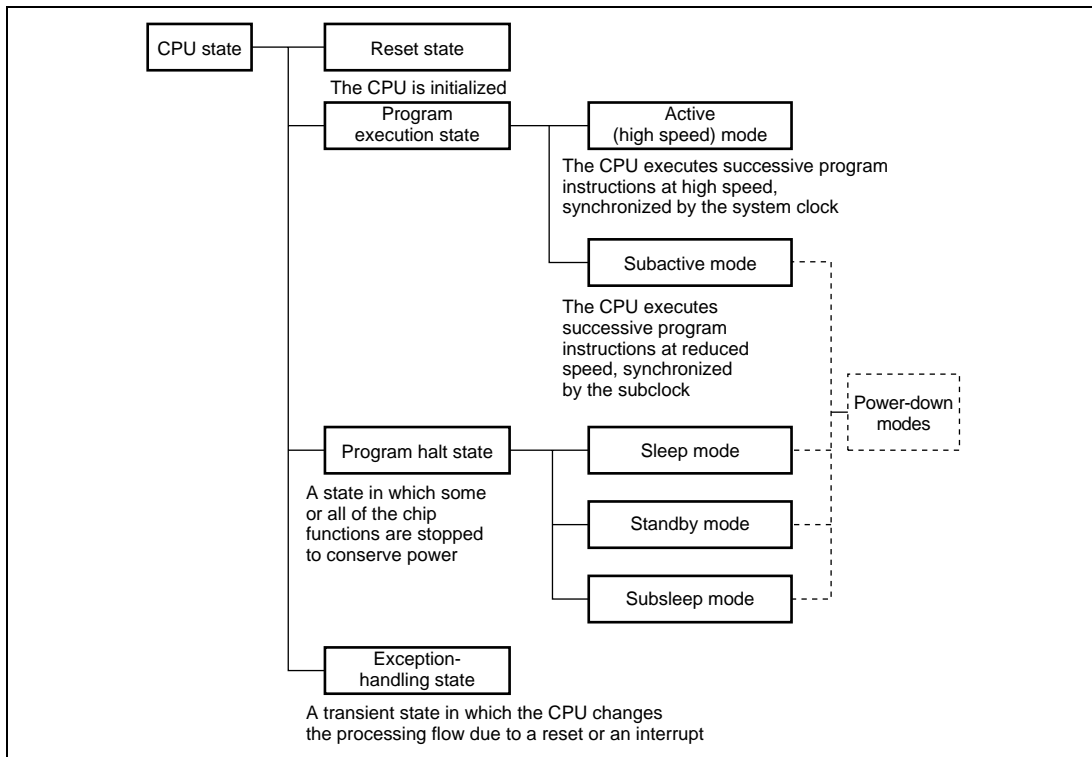 CPU state
Reset state
The CPU is initialized
Program
execution state
Active
(high speed) mode
The CPU executes successive program
instructions at high speed,
synchronized by the system clock
Subactive mode
The CPU executes
successive program
instructions at reduced
speed, synchronized
by the subclock
Power-down
modes
Program halt state
A state in which some
or all of the chip
functions are stopped
to conserve power
Sleep mode
Standby mode
Subsleep mode
Exception-
handling state
A transient state in which the CPU changes
the processing flow due to a reset or an interrupt